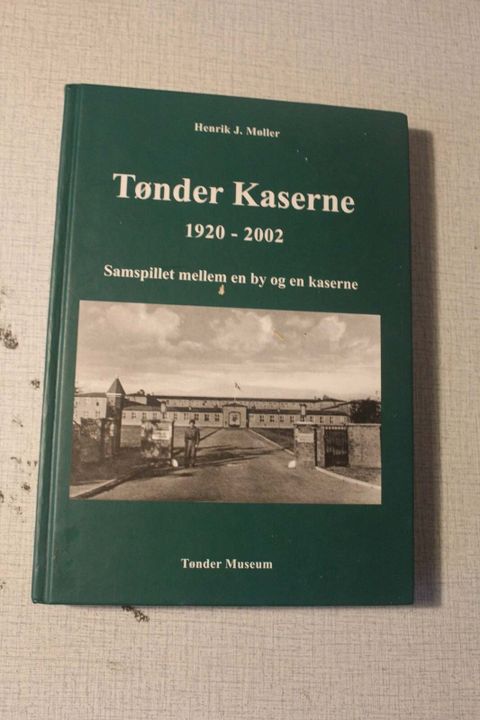 Henrik J. Møller
Tønder Kaserne
1920 - 2002
Samspillet mellem en by og en kaserne
Tønder Museum